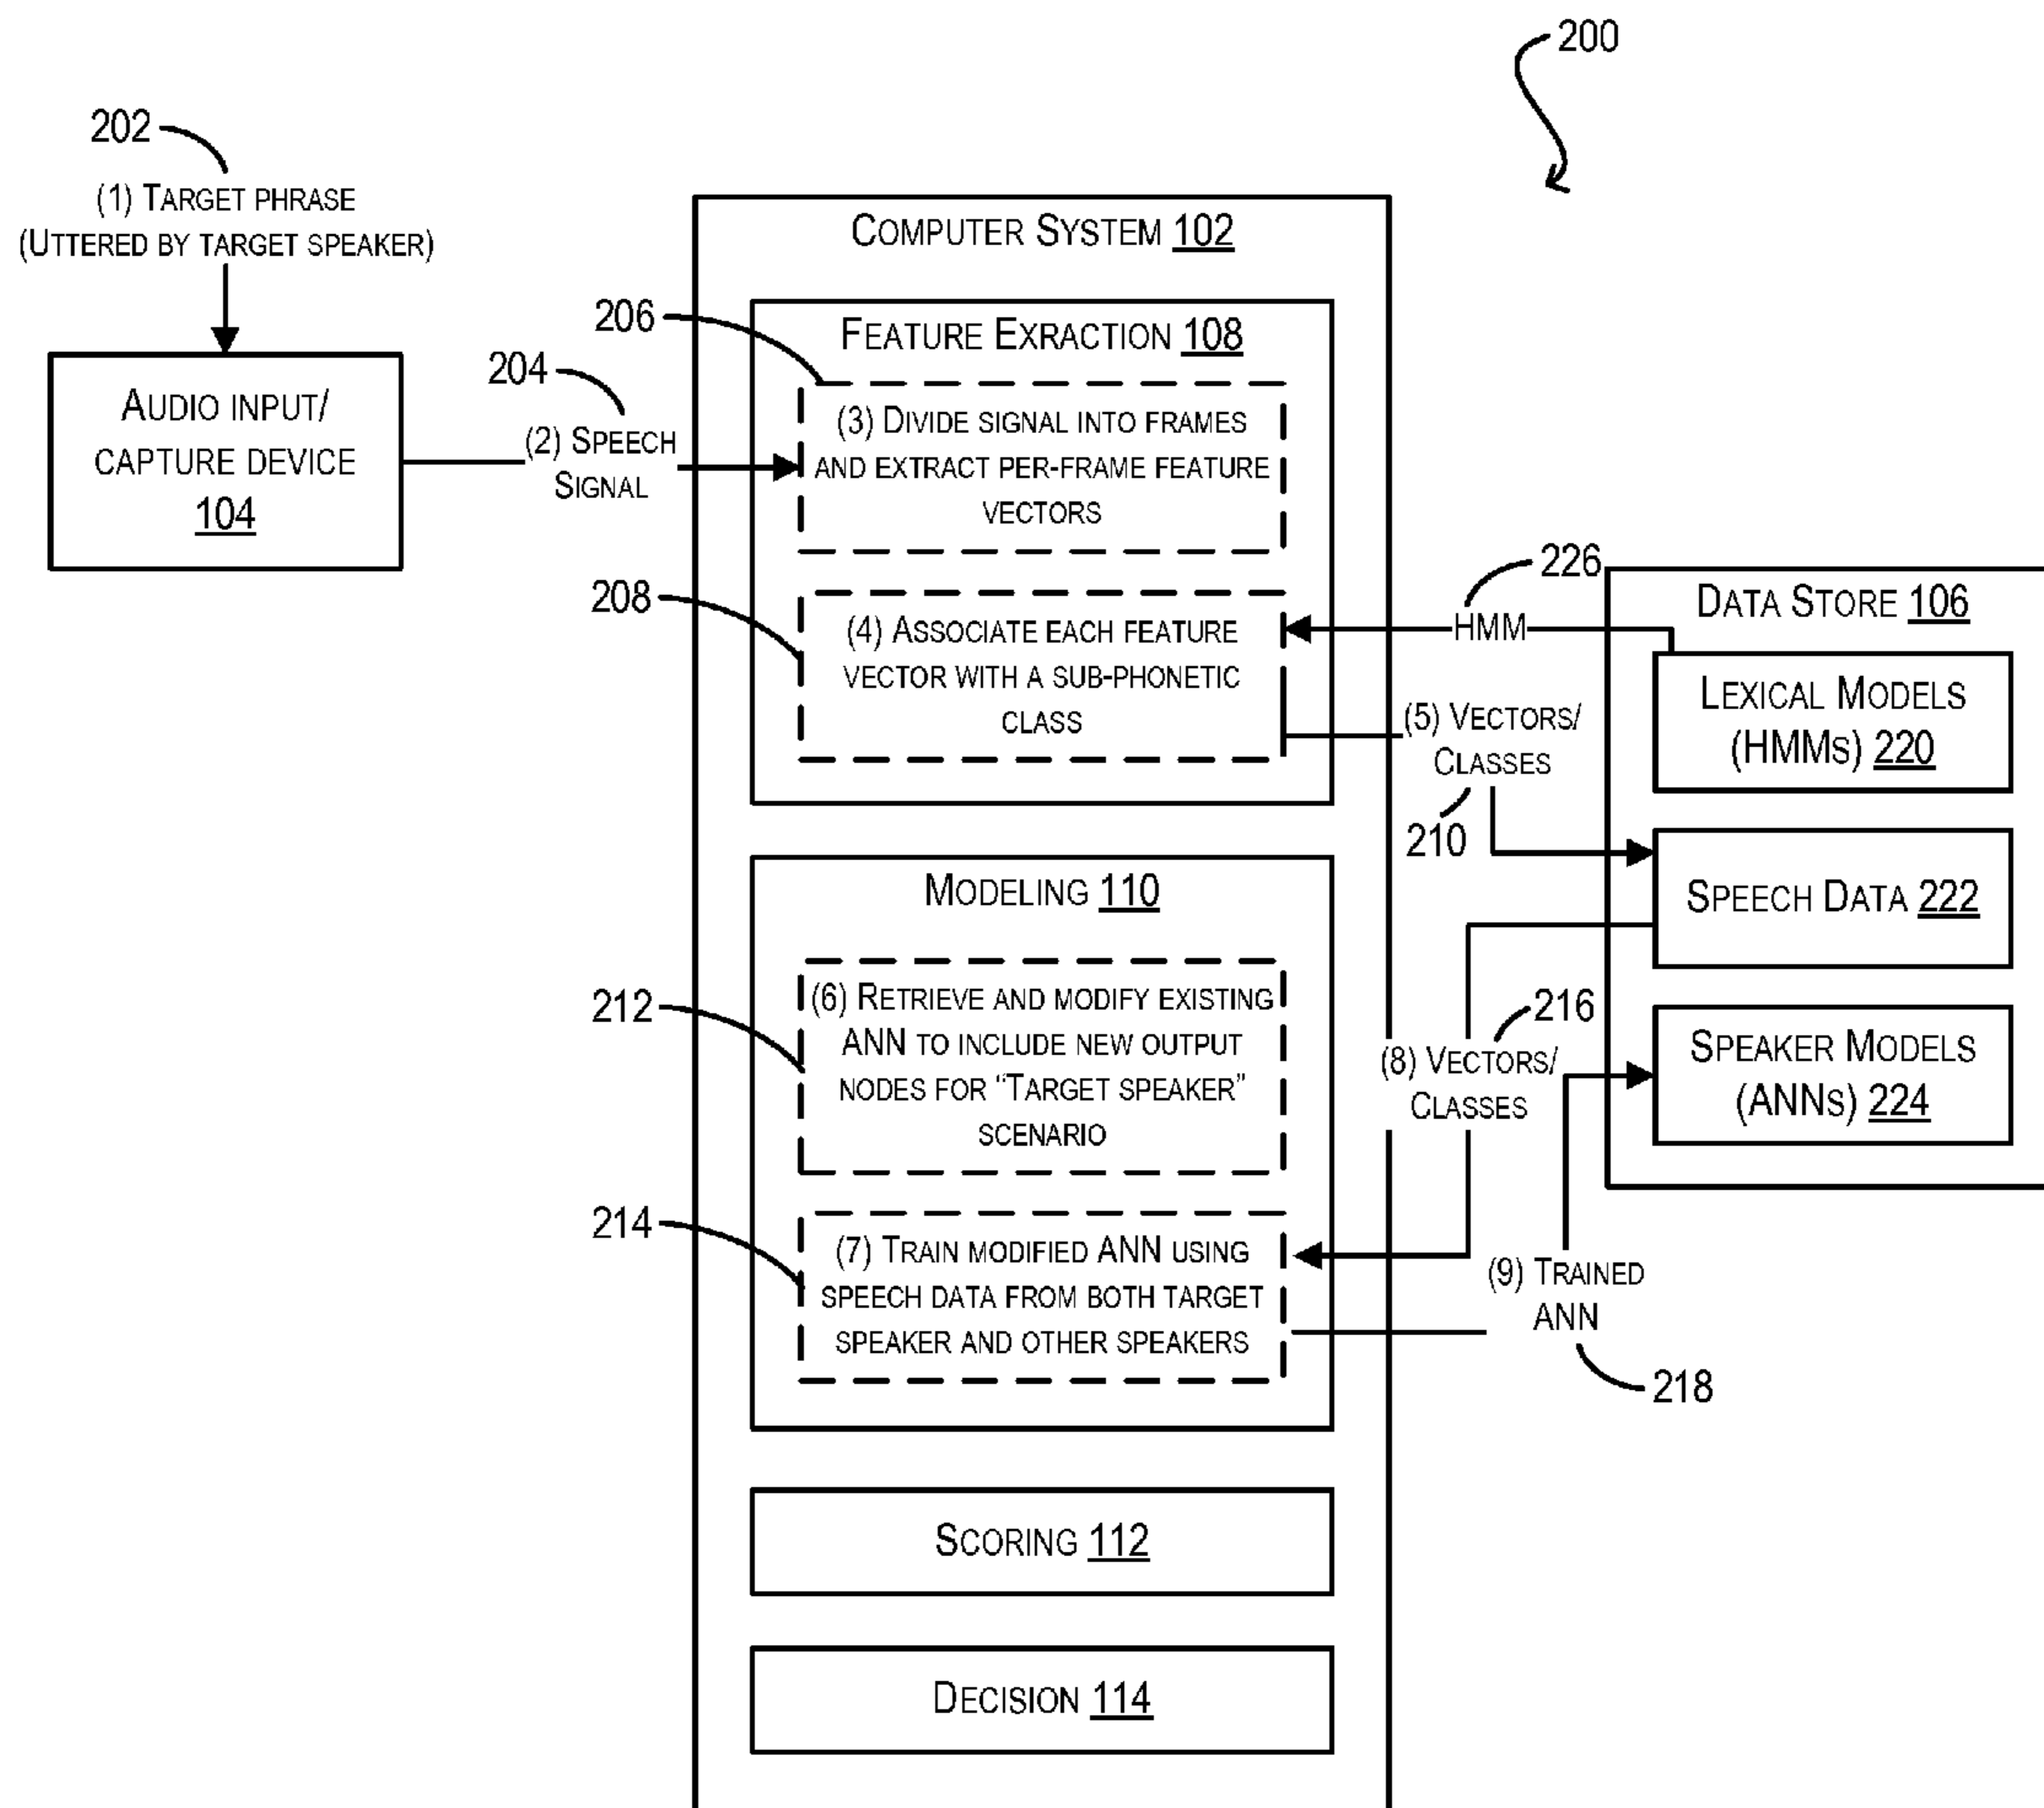 200
202
(1) Target phrase
(Uttered by target speaker)
Audio input/
capture device
104
204
(2) Speech
Signal
Computer System 102
206
Feature Exraction 108
(3) Divide signal into frames
and extract per-frame feature
vectors
208
(4) Associate each feature
vector with a sub-phonetic
class
226
HMM
(5) Vectors/
Classes
210
Data Store 106
Lexical Models
(HMMs) 220
Speech Data 222
Speaker Models
(ANNs) 224
Modeling 110
212
(6) Retrieve and modify existing
ANN to include new output
nodes for “Target speaker”
scenario
216
(8) Vectors/
Classes
214
(7) Train modified ANN using
speech data from both target
speaker and other speakers
(9) Trained
ANN
218
Scoring 112
Decision 114